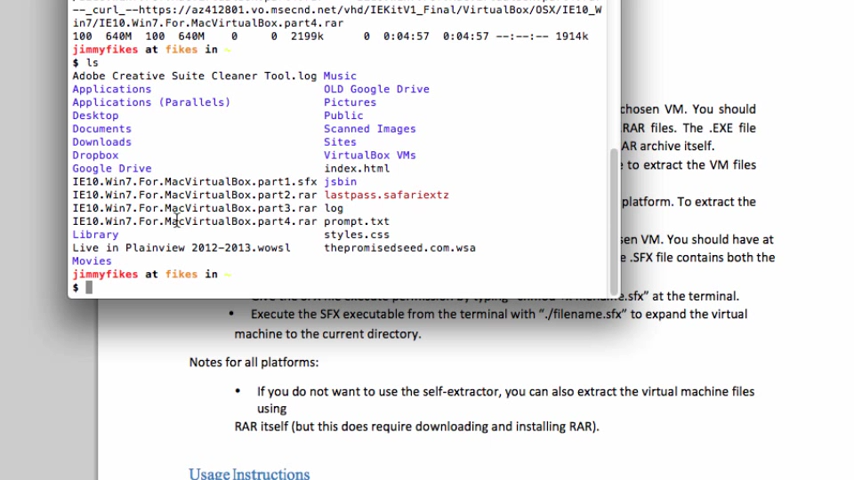 --_curl_--https://az412801.vo.msecnd.net/vhd/IEKitV1_Final/VirtualBox/OSX/IE10_W
in7/IE10.Win7.For.MacVirtualBox.part4.rar
100 640M 100 640M 0 0 2199k 0 0:04:57 0:04:57 --:--:-- 1914k
jimmyfikes at fikes in ~
$ ls
Adobe Creative Suite Cleaner Tool.log Music
Applications OLD Google Drive
Applications (Parallels) Pictures
Desktop Public
Documents Scanned Images
Downloads Sites
Dropbox VirtualBox VMs
Google Drive index.html
IE10.Win7.For.MacVirtualBox.part1.sfx jsbin
IE10.Win7.For.MacVirtualBox.part2.rar lastpass.safariextz
IE10.Win7.For.MacVirtualBox.part3.rar log
IE10.Win7.For.MacVirtualBox.part4.rar prompt.txt
Library styles.css
Live in Plainview 2012-2013.wowsl thepromisedseed.com.wsa
Movies
jimmyfikes at fikes in ~
$
chosen VM. You should
RAR files. The .EXE file
AR archive itself.
e to extract the VM files
platform. To extract the
sen VM. You should have at
e .SFX file contains both the
filename.sfx" at the terminal.
• Execute the SFX executable from the terminal with "./filename.sfx" to expand the virtual
machine to the current directory.
Notes for all platforms:
• If you do not want to use the self-extractor, you can also extract the virtual machine files
using
RAR itself (but this does require downloading and installing RAR).
Usage Instructions